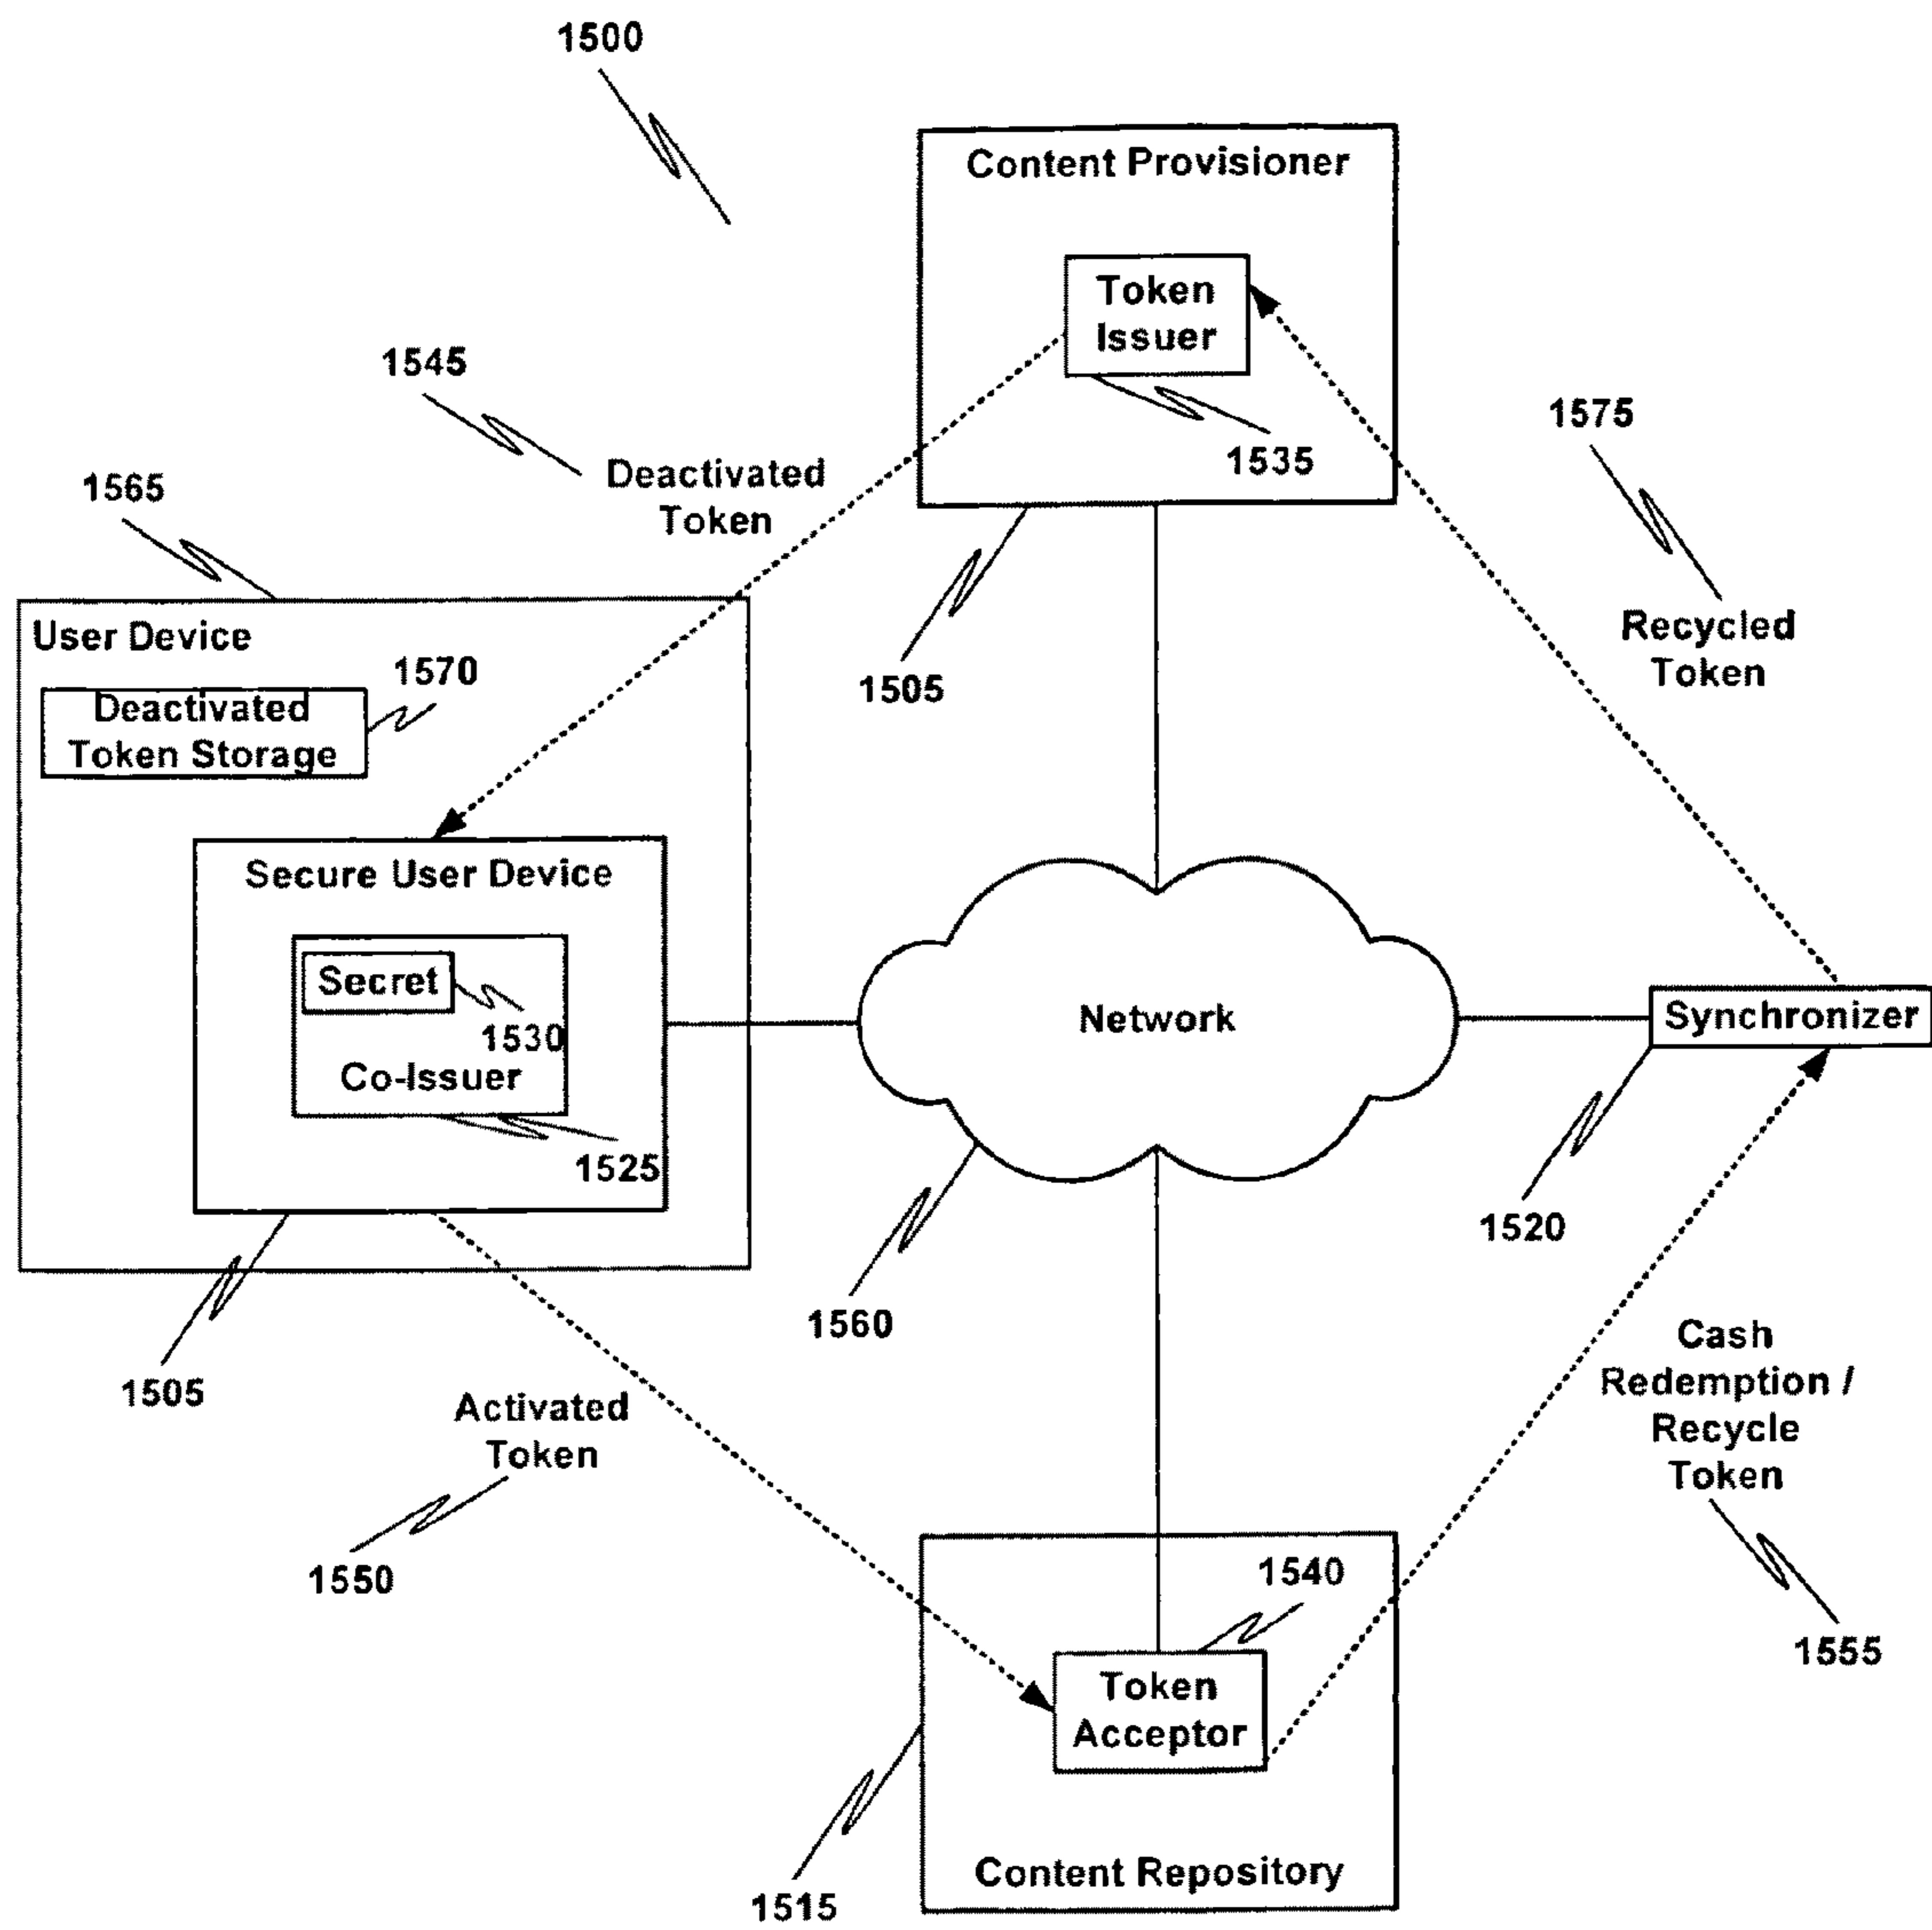 1500
Content Provisioner
Token
Issuer
1535
1545
Deactivated
Token
1575
Recycled
Token
1565
User Device
1570
Deactivated
Token Storage
1505
Secure User Device
Secret
1530
Co-Issuer
1525
Network
Synchronizer
1520
1560
1505
Activated
Token
1550
Cash
Redemption /
Recycle
Token
1555
1540
Token
Acceptor
Content Repository
1515